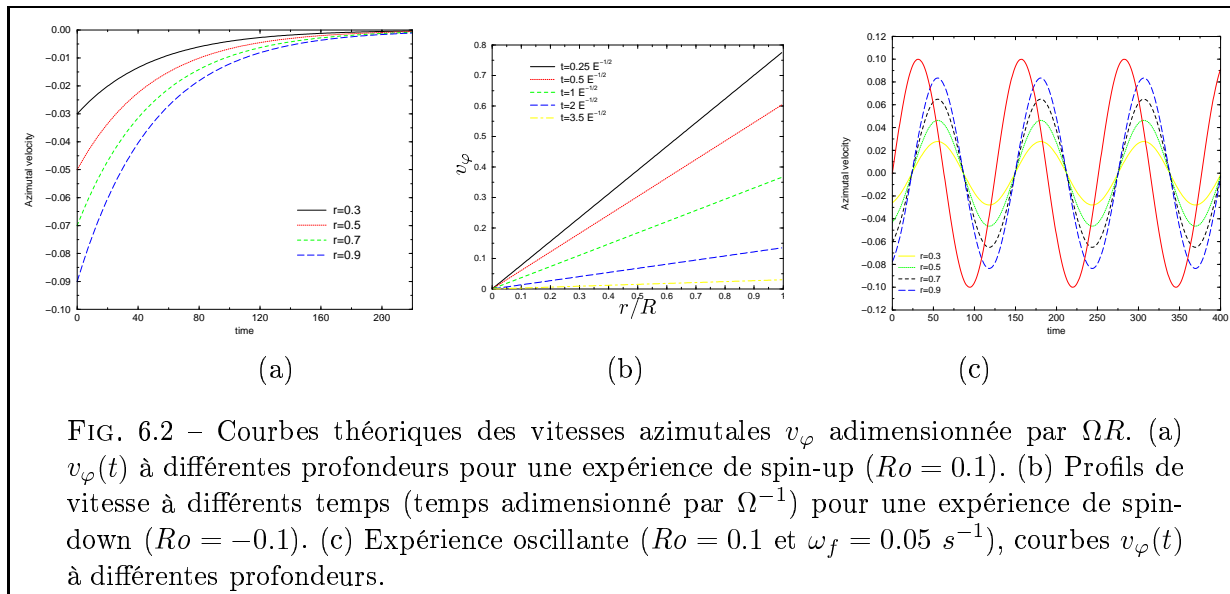 0.00
−0.01
−0.02
−0.03
−0.04
−0.05
−0.06
−0.07
−0.08
−0.09
−0.10
Azimutal velocity
r=0.3
r=0.5
r=0.7
r=0.9
0 40 80 120 160 200
time
(a)
0.8
0.7
0.6
0.5
0.4
0.3
0.2
0.1
0
v_φ
t=0.25 E^{−1/2}
t=0.5 E^{−1/2}
t=1 E^{−1/2}
t=2 E^{−1/2}
t=3.5 E^{−1/2}
0 0.1 0.2 0.3 0.4 0.5 0.6 0.7 0.8 0.9 1
r/R
(b)
0.12
0.10
0.08
0.06
0.04
0.02
0.00
−0.02
−0.04
−0.06
−0.08
−0.10
−0.12
Azimutal velocity
r=0.3
r=0.5
r=0.7
r=0.9
0 50 100 150 200 250 300 350 400
time
(c)
FIG. 6.2 – Courbes théoriques des vitesses azimutales v_φ adimensionnée par ΩR. (a)
v_φ(t) à différentes profondeurs pour une expérience de spin-up (Ro = 0.1). (b) Profils de
vitesse à différents temps (temps adimensionné par Ω^{−1}) pour une expérience de spin-
down (Ro = −0.1). (c) Expérience oscillante (Ro = 0.1 et ω_f = 0.05 s^{−1}), courbes v_φ(t)
à différentes profondeurs.